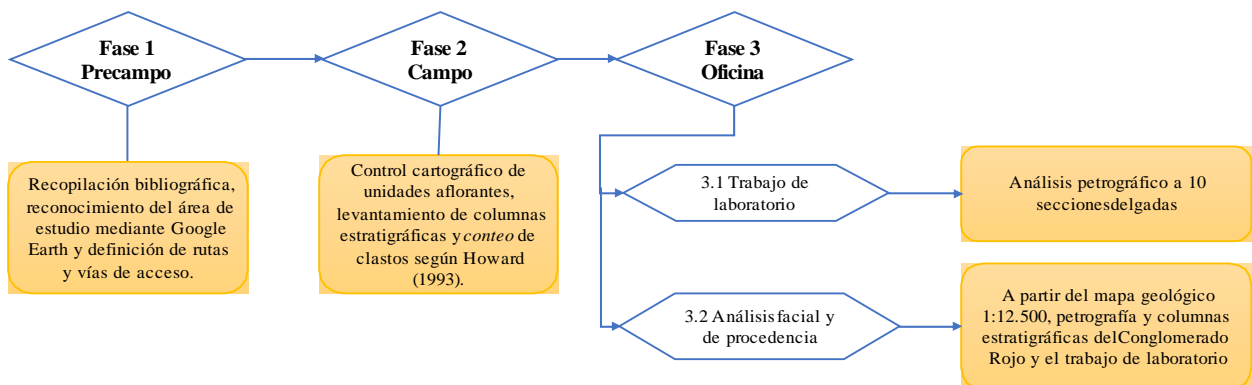 Fase 1
Precampo
Fase 2
Campo
Fase 3
Oficina
Recopilación bibliográfica,
reconocimiento del área de
estudio mediante Google
Earth y definición de rutas
y vías de acceso.
Control cartográfico de
unidades aflorantes,
levantamiento de columnas
estratigráficas y conteo de
clastos según Howard
(1993).
3.1 Trabajo de
laboratorio
Análisis petrográfico a 10
seccionesdelgadas
3.2 Análisis facial y
de procedencia
A partir del mapa geológico
1:12.500, petrografía y columnas
estratigráficas delConglomerado
Rojo y el trabajo de laboratorio